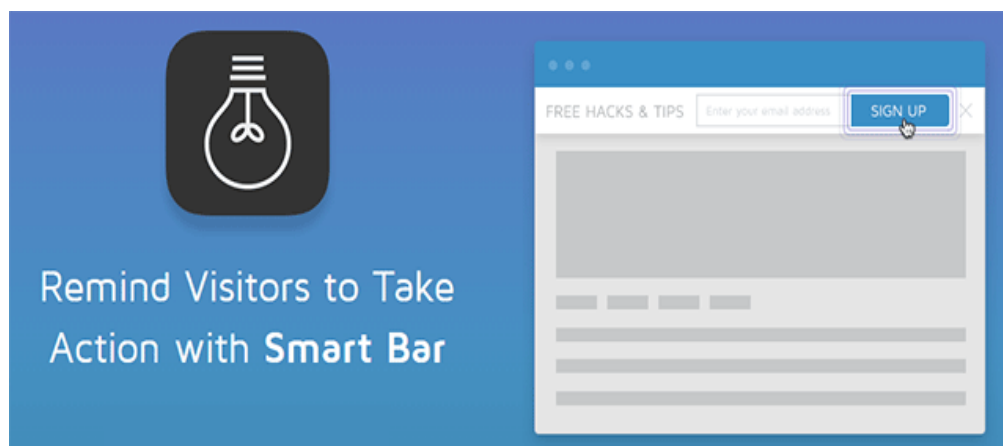 Remind Visitors to Take
Action with Smart Bar
FREE HACKS & TIPS
Enter your email address
SIGN UP